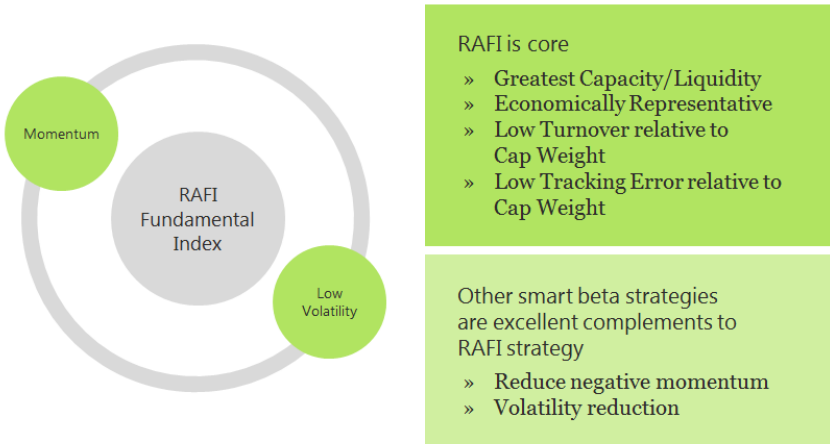 Momentum
RAFI
Fundamental
Index
Low
Volatility
RAFI is core
» Greatest Capacity/Liquidity
» Economically Representative
» Low Turnover relative to
Cap Weight
» Low Tracking Error relative to
Cap Weight
Other smart beta strategies
are excellent complements to
RAFI strategy
» Reduce negative momentum
» Volatility reduction